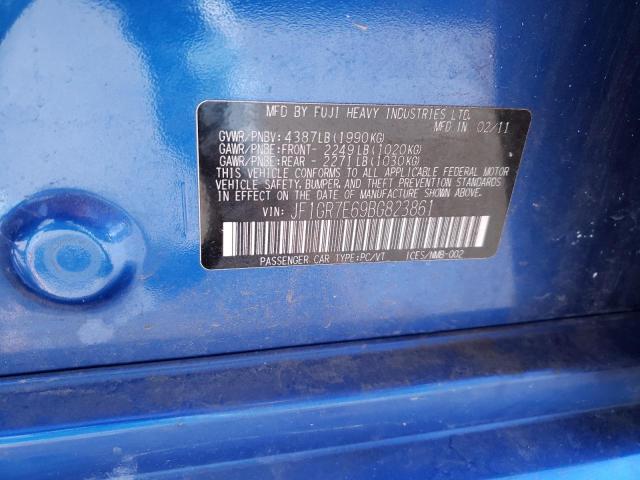 MFD BY FUJI HEAVY INDUSTRIES LTD.
MFD IN 02/11
GVWR/PNBV: 4387LB(1990KG)
GAWR/PNBE:FRONT- 2249LB(1020KG)
GAWR/PNBE:REAR - 2271LB(1030KG)
THIS VEHICLE CONFORMS TO ALL APPLICABLE FEDERAL MOTOR
VEHICLE SAFETY, BUMPER, AND THEFT PREVENTION STANDARDS
IN EFFECT ON THE DATE OF MANUFACTURE SHOWN ABOVE.
VIN: JF1GR7E69BG823861
PASSENGER CAR TYPE:PC/VT ICES/NMB-002